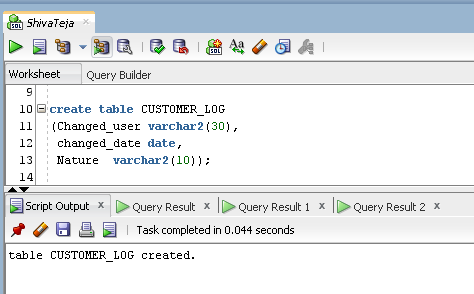 ShivaTeja
SQL
Worksheet Query Builder
9
10 create table CUSTOMER_LOG
11 (Changed_user varchar2(30),
12 changed_date date,
13 Nature varchar2(10));
14
Script Output x Query Result x Query Result 1 x Query Result 2 x
Task completed in 0.044 seconds
table CUSTOMER_LOG created.